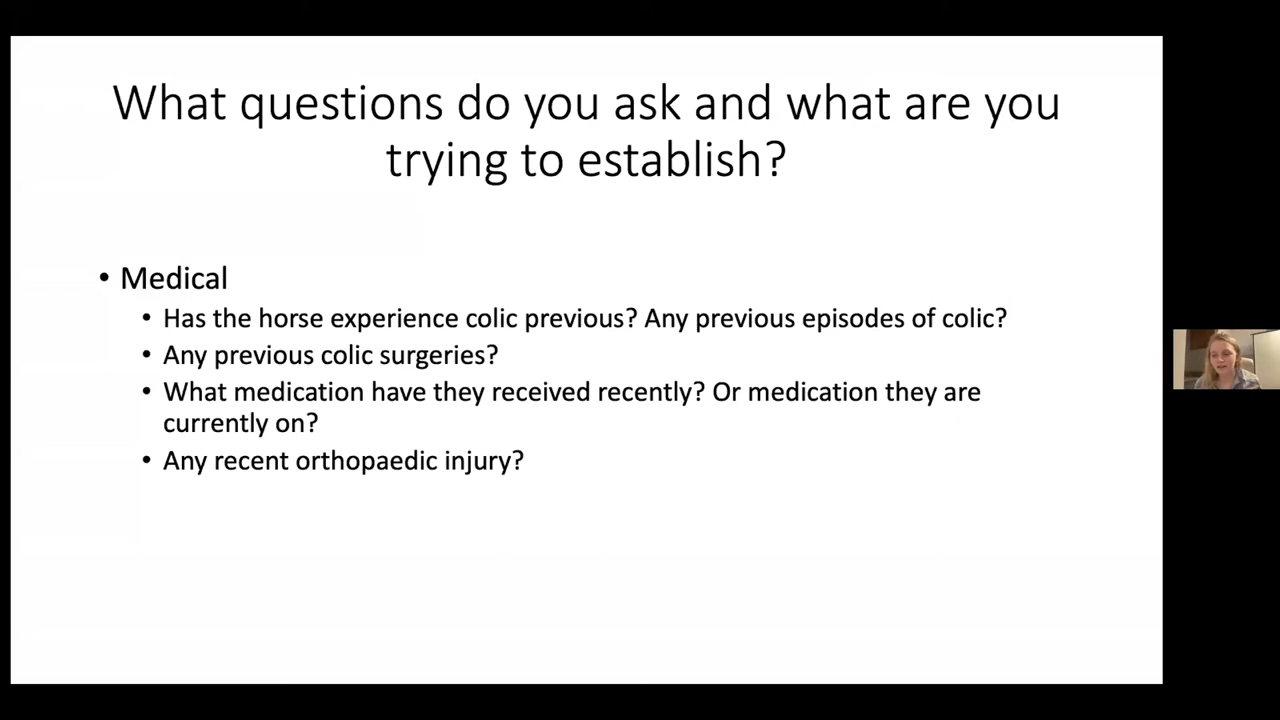 What questions do you ask and what are you
trying to establish?
• Medical
• Has the horse experience colic previous? Any previous episodes of colic?
• Any previous colic surgeries?
• What medication have they received recently? Or medication they are
currently on?
• Any recent orthopaedic injury?